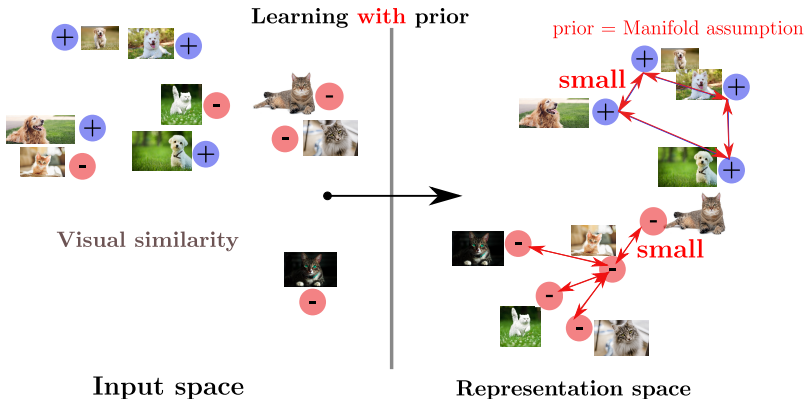 Learning with prior
prior = Manifold assumption
+
+
+
+
-
-
-
-
-
Visual similarity
Input space
small
+
+
+
+
small
-
-
-
-
-
Representation space